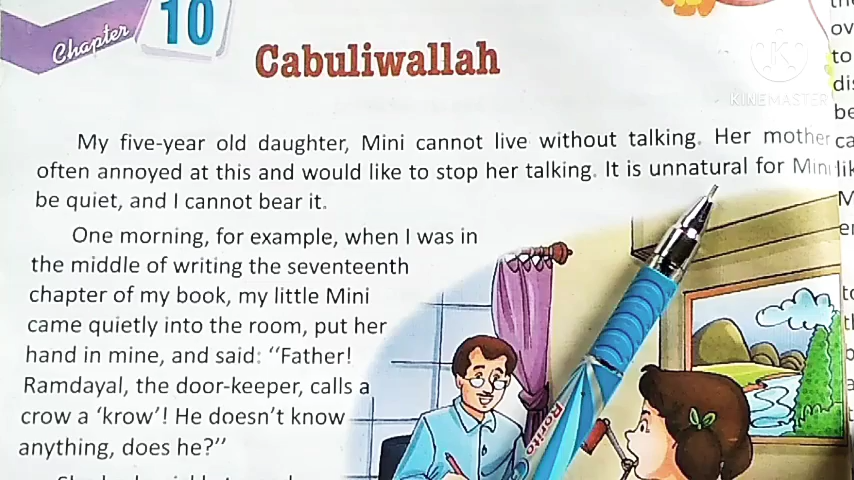 Chapter 10
Cabuliwallah
KINEMASTER
My five-year old daughter, Mini cannot live without talking. Her mother
often annoyed at this and would like to stop her talking. It is unnatural for Mini
be quiet, and I cannot bear it.
One morning, for example, when I was in
the middle of writing the seventeenth
chapter of my book, my little Mini
came quietly into the room, put her
hand in mine, and said: “Father!
Ramdayal, the door-keeper, calls a
crow a ‘krow’! He doesn’t know
anything, does he?”
Rorito